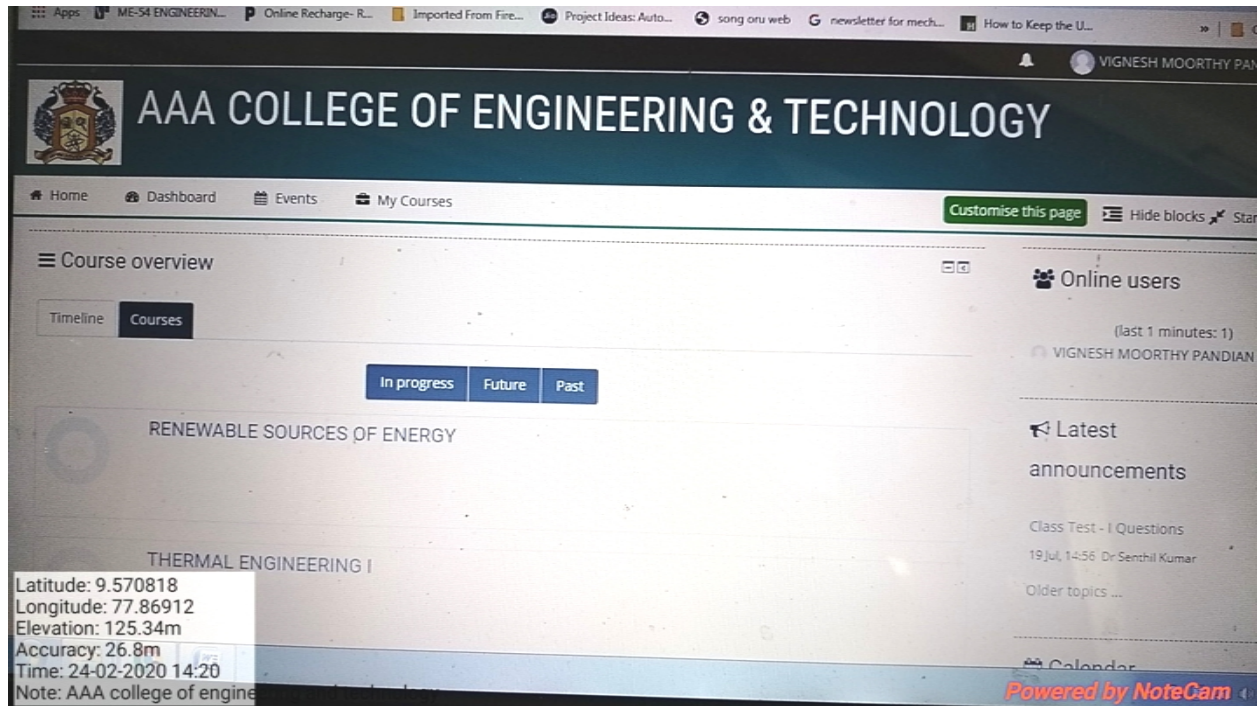 Apps
ME-54 ENGINEERIN...
Online Recharge- R...
Imported From Fire...
Project Ideas: Auto...
song oru web
newsletter for mech...
How to Keep the U...
»
VIGNESH MOORTHY PAN
AAA COLLEGE OF ENGINEERING & TECHNOLOGY
Home
Dashboard
Events
My Courses
Customise this page
Hide blocks
Stan
Course overview
Timeline
Courses
In progress
Future
Past
RENEWABLE SOURCES OF ENERGY
THERMAL ENGINEERING I
Online users
(last 1 minutes: 1)
VIGNESH MOORTHY PANDIAN
Latest
announcements
Class Test - I Questions
19 Jul, 14:56 Dr Senthil Kumar
Older topics ...
Calendar
Latitude: 9.570818
Longitude: 77.86912
Elevation: 125.34m
Accuracy: 26.8m
Time: 24-02-2020 14:20
Note: AAA college of engineering and technology
Powered by NoteCam